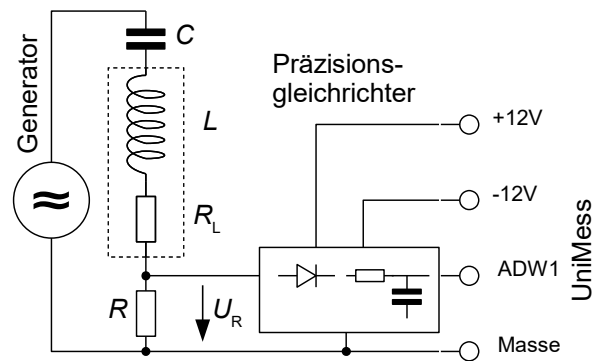 Generator
C
L
R_L
R
U_R
Präzisions-
gleichrichter
+12V
-12V
ADW1
Masse
UniMess